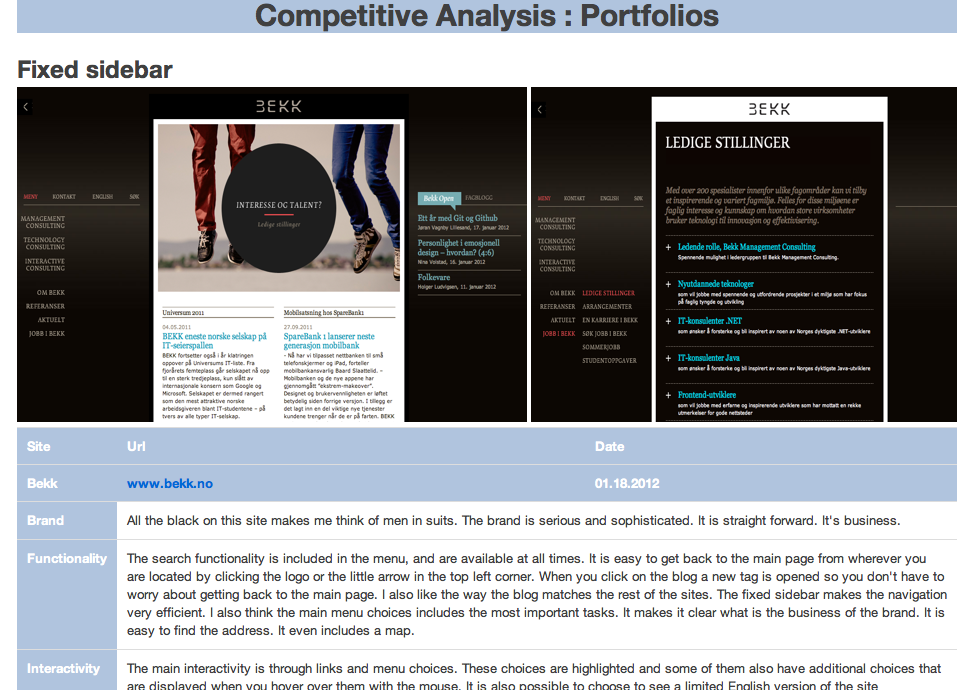 Competitive Analysis : Portfolios
Fixed sidebar
BEKK
MENY KONTAKT ENGLISH SØK
MANAGEMENT
CONSULTING
TECHNOLOGY
CONSULTING
INTERACTIVE
CONSULTING
OM BEKK
REFERANSER
AKTUELT
JOBB I BEKK
INTERESSE OG TALENT?
Ledige stillinger
Universum 2011
04.05.2011
BEKK eneste norske selskap på
IT-seierspallen
BEKK fortsetter også i år klatringen
oppover på Universums IT-liste. Fra
fjorårets femteplass går selskapet nå opp
til en sterk tredjeplass, kun slått av
internasjonale konsern som Google og
Microsoft. Selskapet er dermed rangert
som den mest attraktive norske
arbeidsgiveren blant IT-studentene – på
tvers av alle typer IT-selskap.
Mobilsatsning hos SpareBank1
27.09.2011
SpareBank 1 lanserer neste
generasjon mobilbank
– Nå har vi tilpasset nettbanken til små
telefonskjermer og iPad, forteller
mobilbankansvarlig Baard Slaattelid. –
Mobilbanken og de nye appene har
gjennomgått "ekstrem-makeover".
Designet og brukervennligheten er løftet
betydelig siden forrige versjon. I tillegg er
det lagt inn en del viktige nye tjenester
kundene trenger når de er på farten. BEKK
Bekk Open FAGBLOGG
Ett år med Git og Github
Jøran Vagnby Lillesand, 17. januar 2012
Personlighet i emosjonell
design – hvordan? (4:6)
Nina Volstad, 16. januar 2012
Folkevare
Holger Ludvigsen, 11. januar 2012
BEKK
MENY KONTAKT ENGLISH SØK
MANAGEMENT
CONSULTING
TECHNOLOGY
CONSULTING
INTERACTIVE
CONSULTING
OM BEKK LEDIGE STILLINGER
REFERANSER ARRANGEMENTER
AKTUELT EN KARRIERE I BEKK
JOBB I BEKK SØK JOBB I BEKK
SOMMERJOBB
STUDENTOPPGAVER
LEDIGE STILLINGER
Med over 200 spesialister innenfor ulike fagområder kan vi tilby
et inspirerende og variert fagmiljø. Felles for disse miljøene er
faglig interesse og kunnskap om hvordan store virksomheter
bruker teknologi til innovasjon og effektivisering.
+ Ledende rolle, Bekk Management Consulting
Spennende mulighet i ledergruppen til Bekk Management Consulting.
+ Nyutdannede teknologer
som vil jobbe med spennende og utfordrende prosjekter i et miljø som har fokus
på faglig tyngde og utvikling
+ IT-konsulenter .NET
som ønsker å forsterke og bli inspirert av noen av Norges dyktigste .NET-utviklere
+ IT-konsulenter Java
som ønsker å forsterke og bli inspirert av noen av Norges dyktigste Java-utviklere
+ Frontend-utviklere
som vil jobbe med erfarne og inspirerende utviklere som har mottatt en rekke
utmerkelser for gode nettsteder
Site Url Date
Bekk www.bekk.no 01.18.2012
Brand All the black on this site makes me think of men in suits. The brand is serious and sophisticated. It is straight forward. It's business.
Functionality The search functionality is included in the menu, and are available at all times. It is easy to get back to the main page from wherever you
are located by clicking the logo or the little arrow in the top left corner. When you click on the blog a new tag is opened so you don't have to
worry about getting back to the main page. I also like the way the blog matches the rest of the sites. The fixed sidebar makes the navigation
very efficient. I also think the main menu choices includes the most important tasks. It makes it clear what is the business of the brand. It is
easy to find the address. It even includes a map.
Interactivity The main interactivity is through links and menu choices. These choices are highlighted and some of them also have additional choices that
are displayed when you hover over them with the mouse. It is also possible to choose to see a limited English version of the site